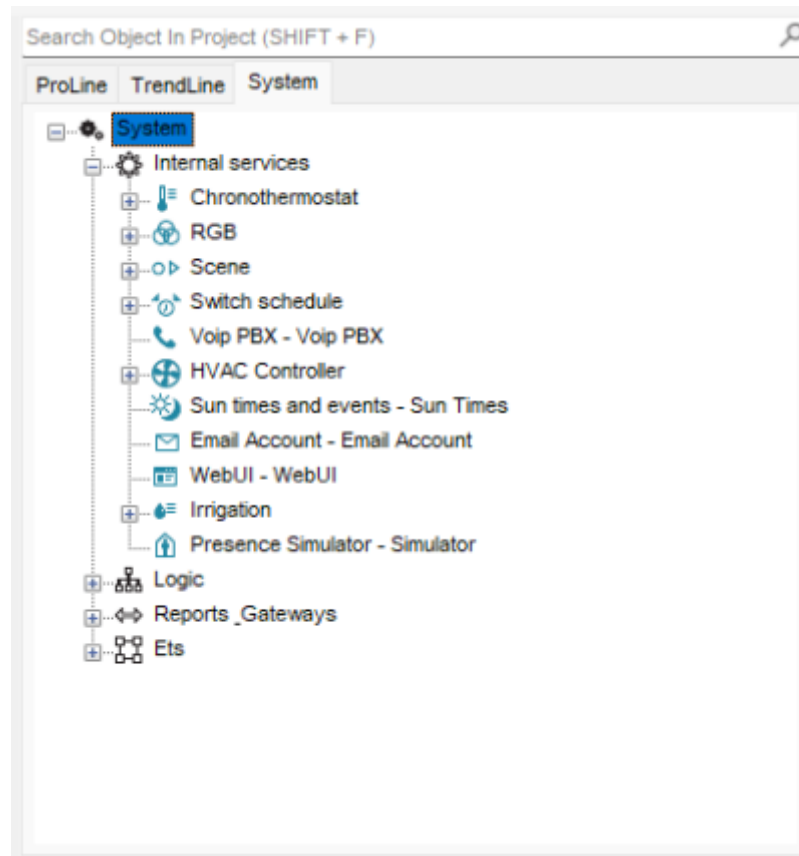 Search Object In Project (SHIFT + F)
ProLine TrendLine System
System
Internal services
Chronothermostat
RGB
Scene
Switch schedule
Voip PBX - Voip PBX
HVAC Controller
Sun times and events - Sun Times
Email Account - Email Account
WebUI - WebUI
Irrigation
Presence Simulator - Simulator
Logic
Reports _Gateways
Ets